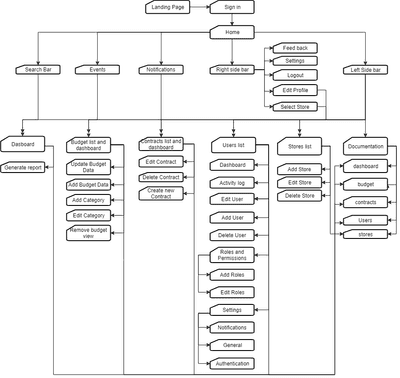 Landing Page
Sign in
Home
Search Bar
Events
Notifications
Right side bar
Left Side bar
Feed back
Settings
Logout
Edit Profile
Select Store
Dasboard
Budget list and
dashboard
Contracts list and
dashboard
Users list
Stores list
Documentation
Generate report
Update Budget
Data
Add Budget Data
Add Category
Edit Category
Remove budget
view
Edit Contract
Delete Contract
Create new
Contract
Dashboard
Activity log
Edit User
Add User
Delete User
Roles and
Permissions
Add Roles
Edit Roles
Settings
Notifications
General
Authentication
Add Store
Edit Store
Delete Store
dashboard
budget
contracts
Users
stores